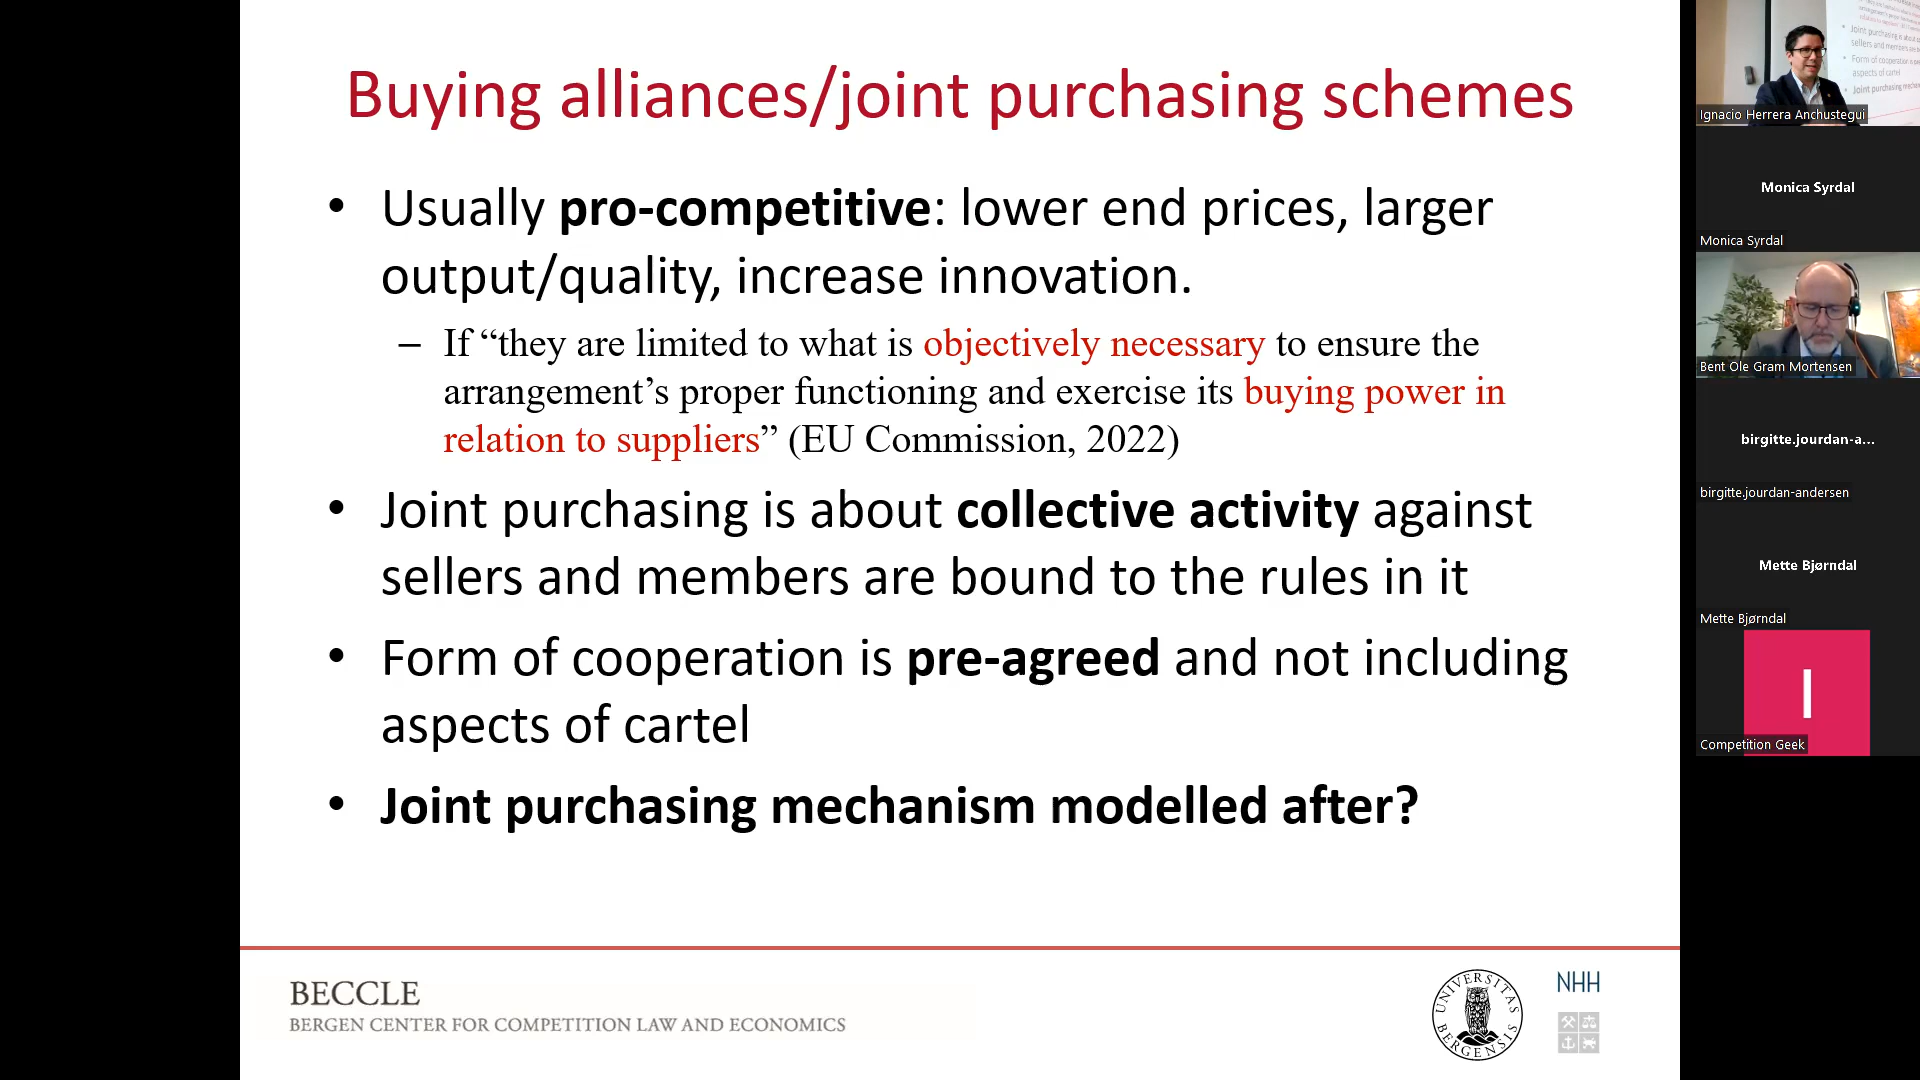 Buying alliances/joint purchasing schemes
• Usually pro-competitive: lower end prices, larger
output/quality, increase innovation.
– If “they are limited to what is objectively necessary to ensure the
arrangement’s proper functioning and exercise its buying power in
relation to suppliers” (EU Commission, 2022)
• Joint purchasing is about collective activity against
sellers and members are bound to the rules in it
• Form of cooperation is pre-agreed and not including
aspects of cartel
• Joint purchasing mechanism modelled after?
BECCLE
BERGEN CENTER FOR COMPETITION LAW AND ECONOMICS
UNIVERSITAS
BERGENSIS
NHH
Ignacio Herrera Anchustegui
Monica Syrdal
Monica Syrdal
Bent Ole Gram Mortensen
birgitte.jourdan-a...
birgitte.jourdan-andersen
Mette Bjørndal
Mette Bjørndal
I
Competition Geek